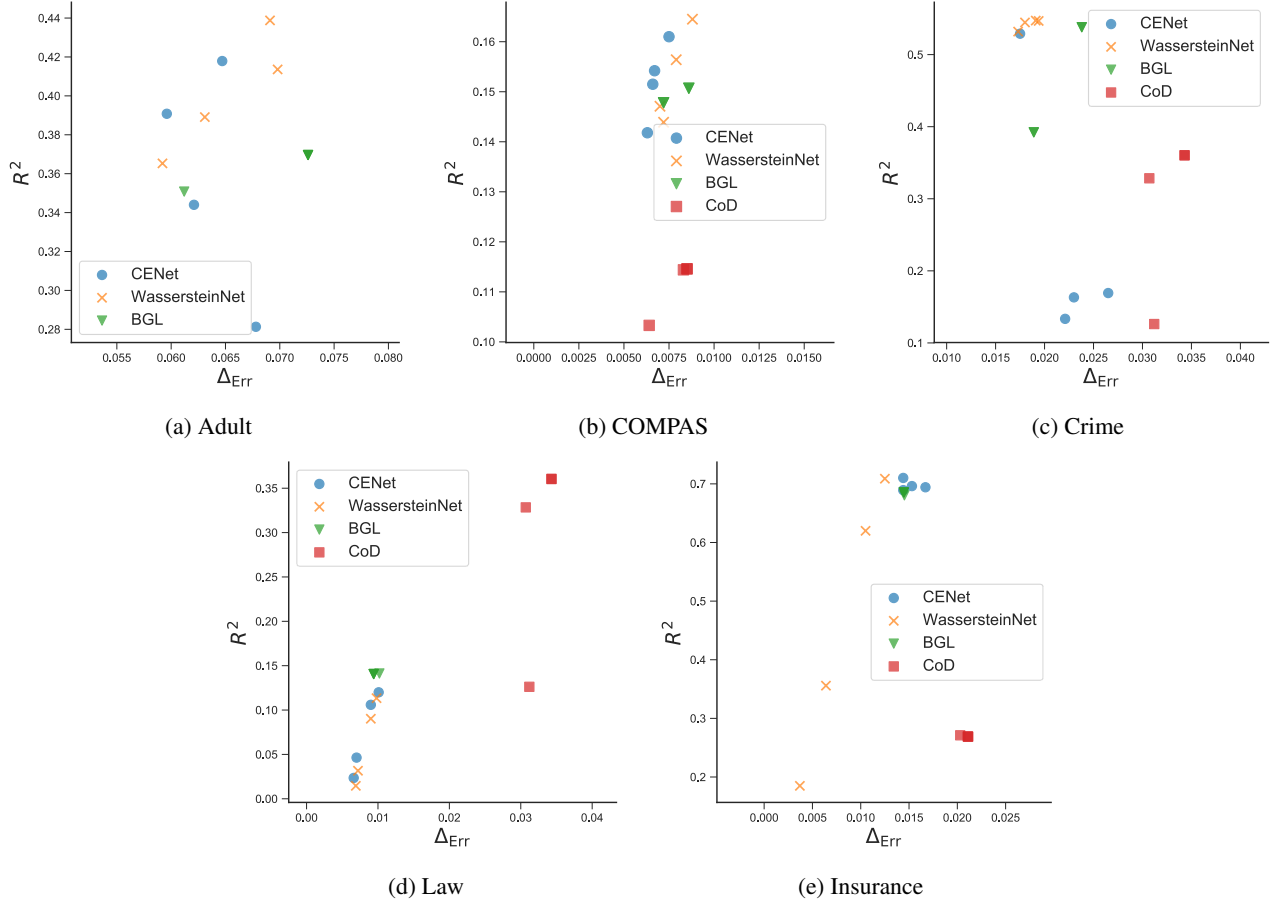 0.44
0.42
0.40
0.38
0.36
0.34
0.32
0.30
0.28
R²
CENet
WassersteinNet
BGL
0.055 0.060 0.065 0.070 0.075 0.080
Δ_Err
(a) Adult
0.16
0.15
0.14
0.13
0.12
0.11
0.10
R²
CENet
WassersteinNet
BGL
CoD
0.0000 0.0025 0.0050 0.0075 0.0100 0.0125 0.0150
Δ_Err
(b) COMPAS
0.5
0.4
0.3
0.2
0.1
R²
CENet
WassersteinNet
BGL
CoD
0.010 0.015 0.020 0.025 0.030 0.035 0.040
Δ_Err
(c) Crime
0.35
0.30
0.25
0.20
0.15
0.10
0.05
0.00
R²
CENet
WassersteinNet
BGL
CoD
0.00 0.01 0.02 0.03 0.04
Δ_Err
(d) Law
0.7
0.6
0.5
0.4
0.3
0.2
R²
CENet
WassersteinNet
BGL
CoD
0.000 0.005 0.010 0.015 0.020 0.025
Δ_Err
(e) Insurance